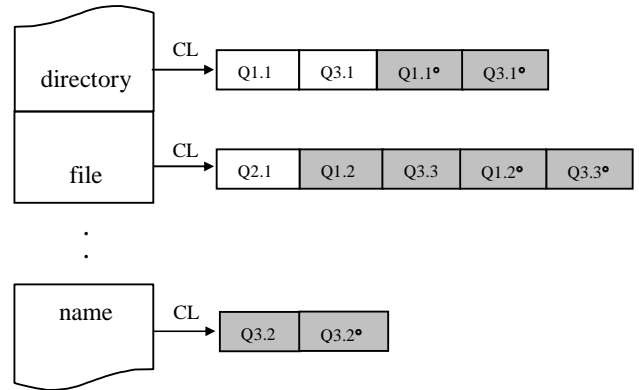 CL
directory Q1.1 Q3.1 Q1.1° Q3.1°
CL
file Q2.1 Q1.2 Q3.3 Q1.2° Q3.3°
.
.
name CL
Q3.2 Q3.2°